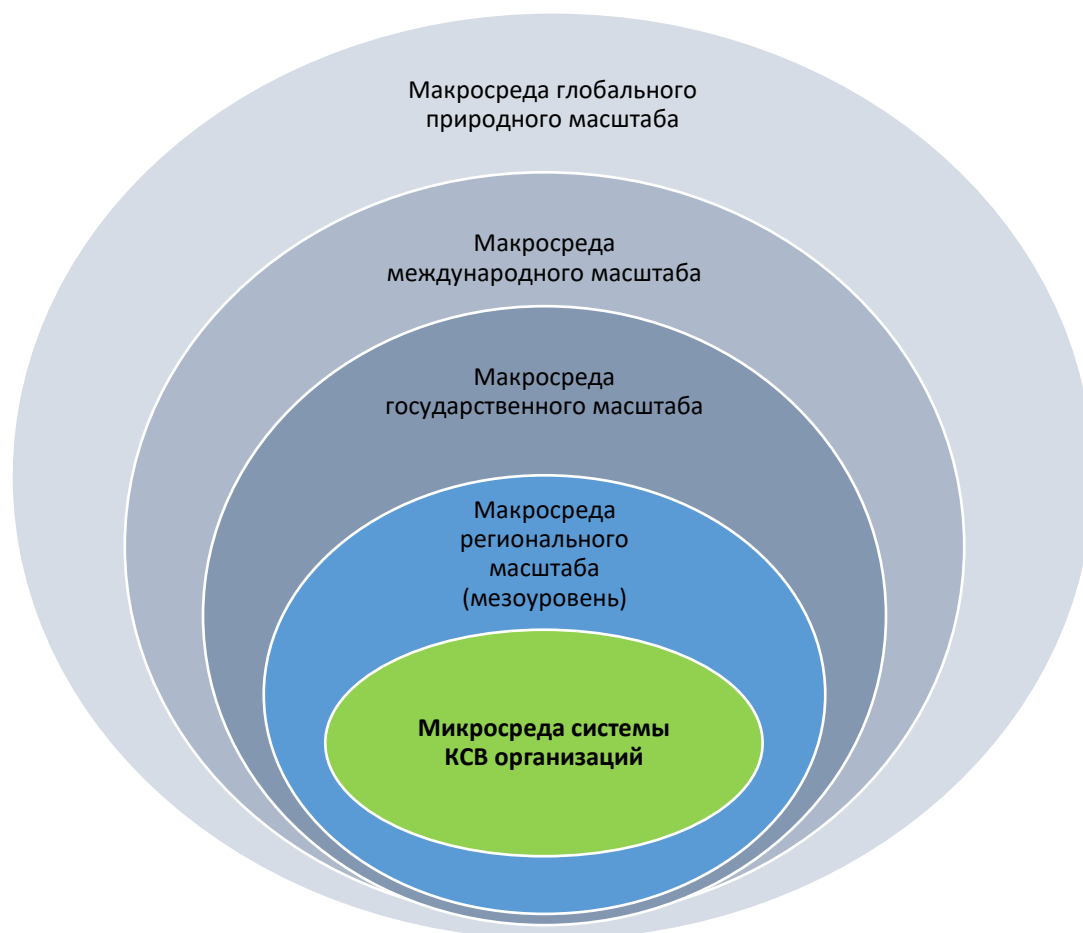 Макросреда глобального
природного масштаба
Макросреда
международного масштаба
Макросреда
государственного масштаба
Макросреда
регионального
масштаба
(мезоуровень)
Микросреда системы
КСВ организаций